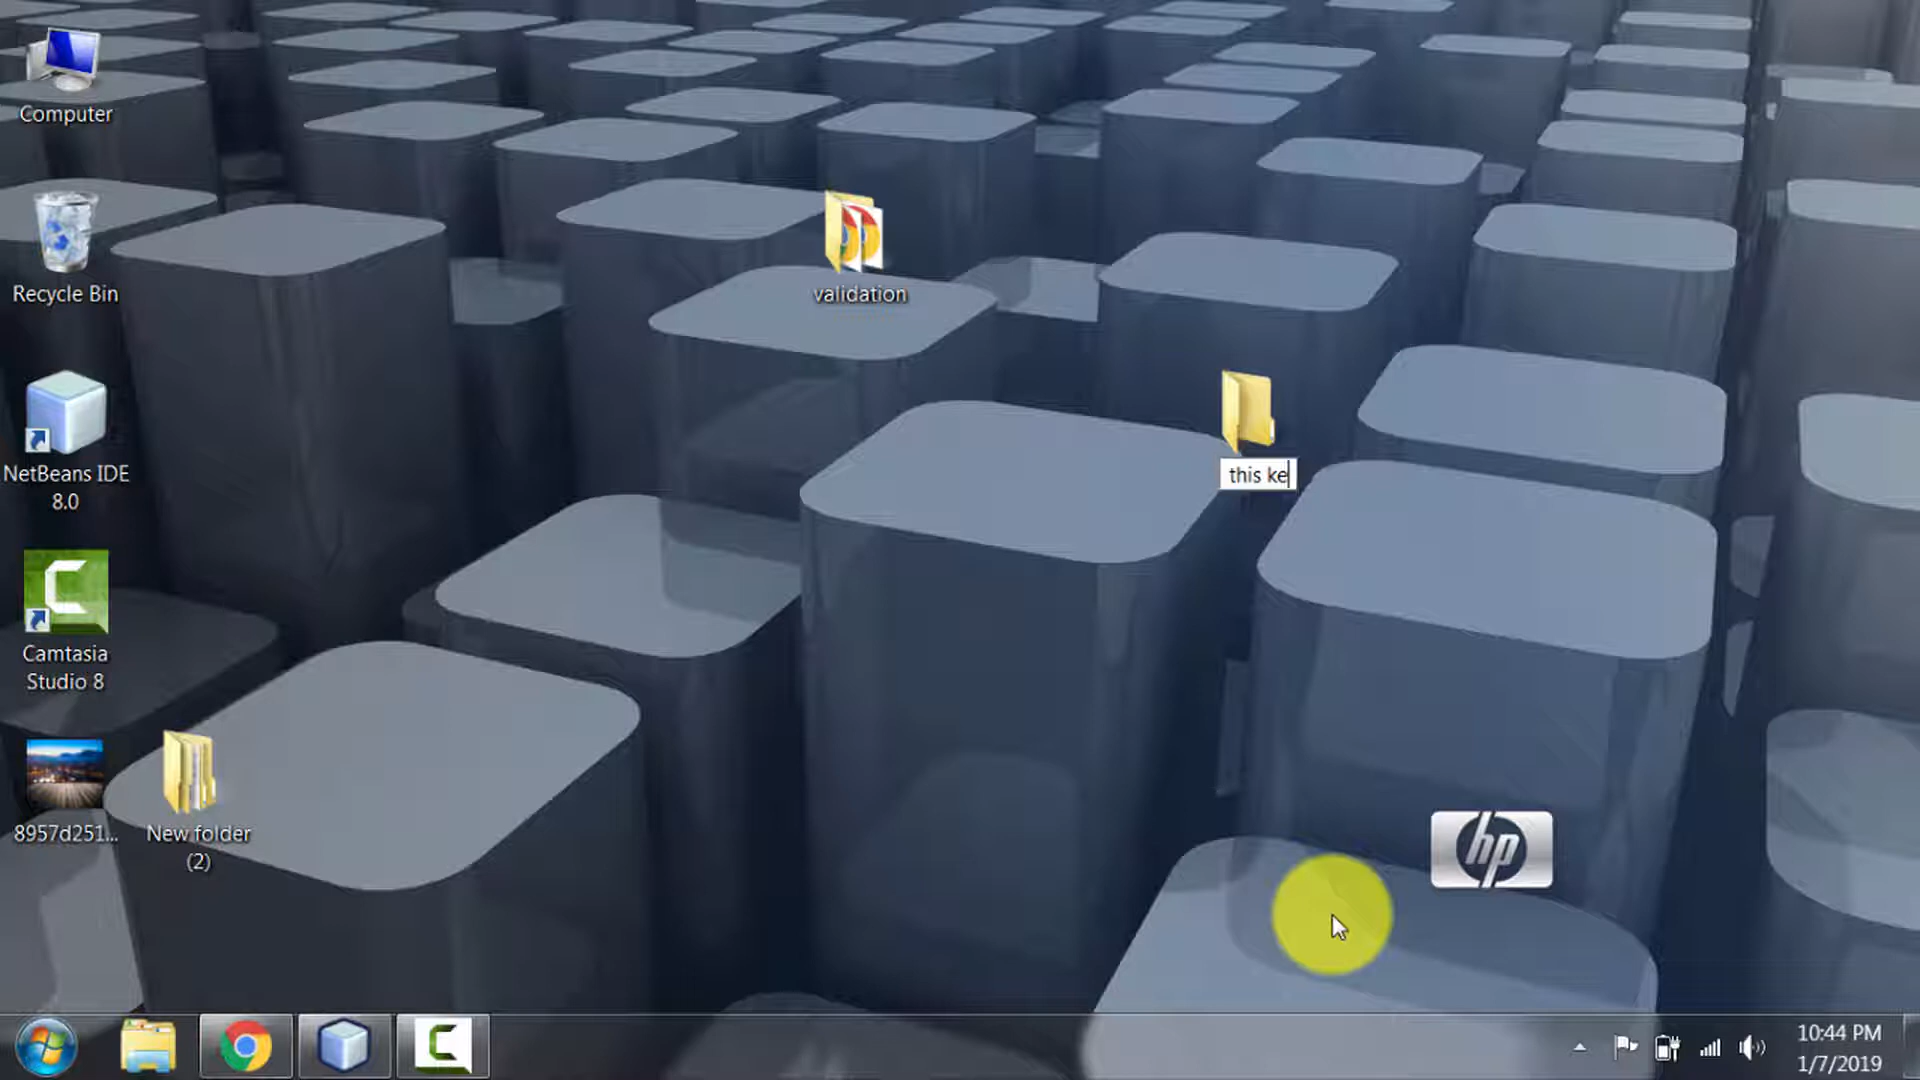 Computer
Recycle Bin
NetBeans IDE
8.0
Camtasia
Studio 8
8957d251...
New folder
(2)
validation
this ke
hp
10:44 PM
1/7/2019